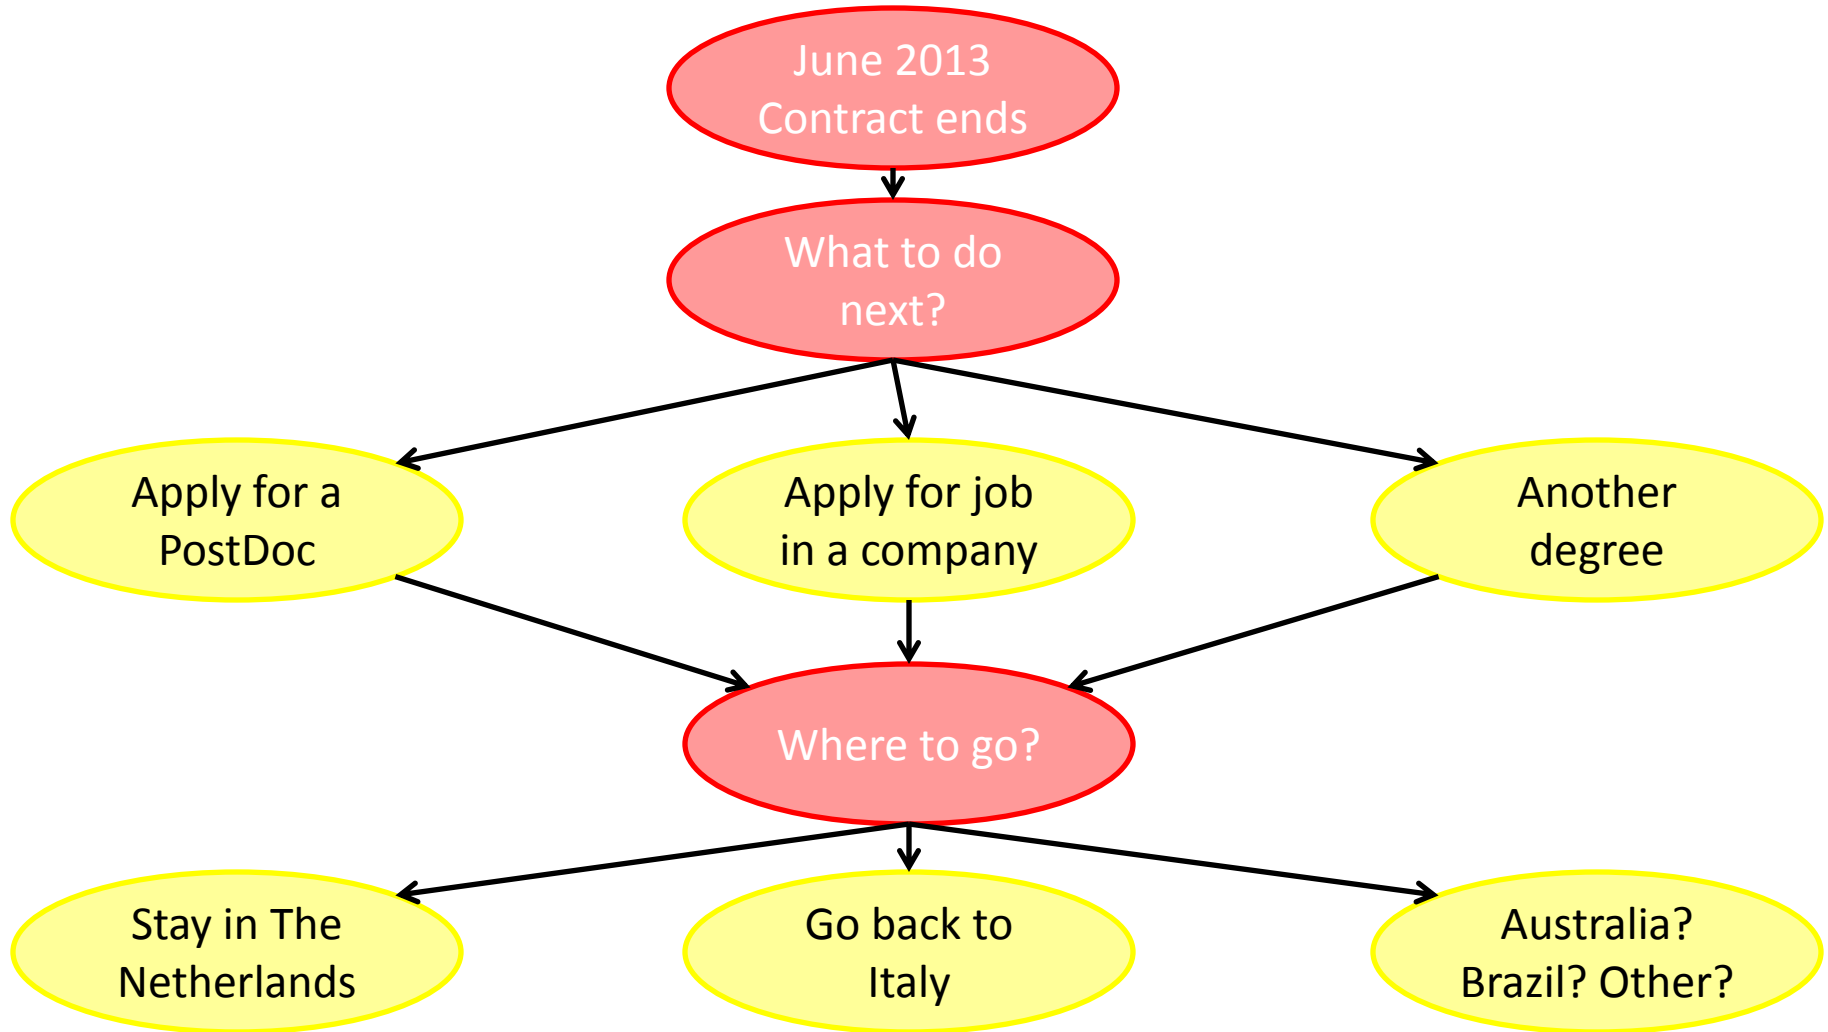 June 2013
Contract ends
What to do
next?
Apply for a
PostDoc
Apply for job
in a company
Another
degree
Where to go?
Stay in The
Netherlands
Go back to
Italy
Australia?
Brazil? Other?